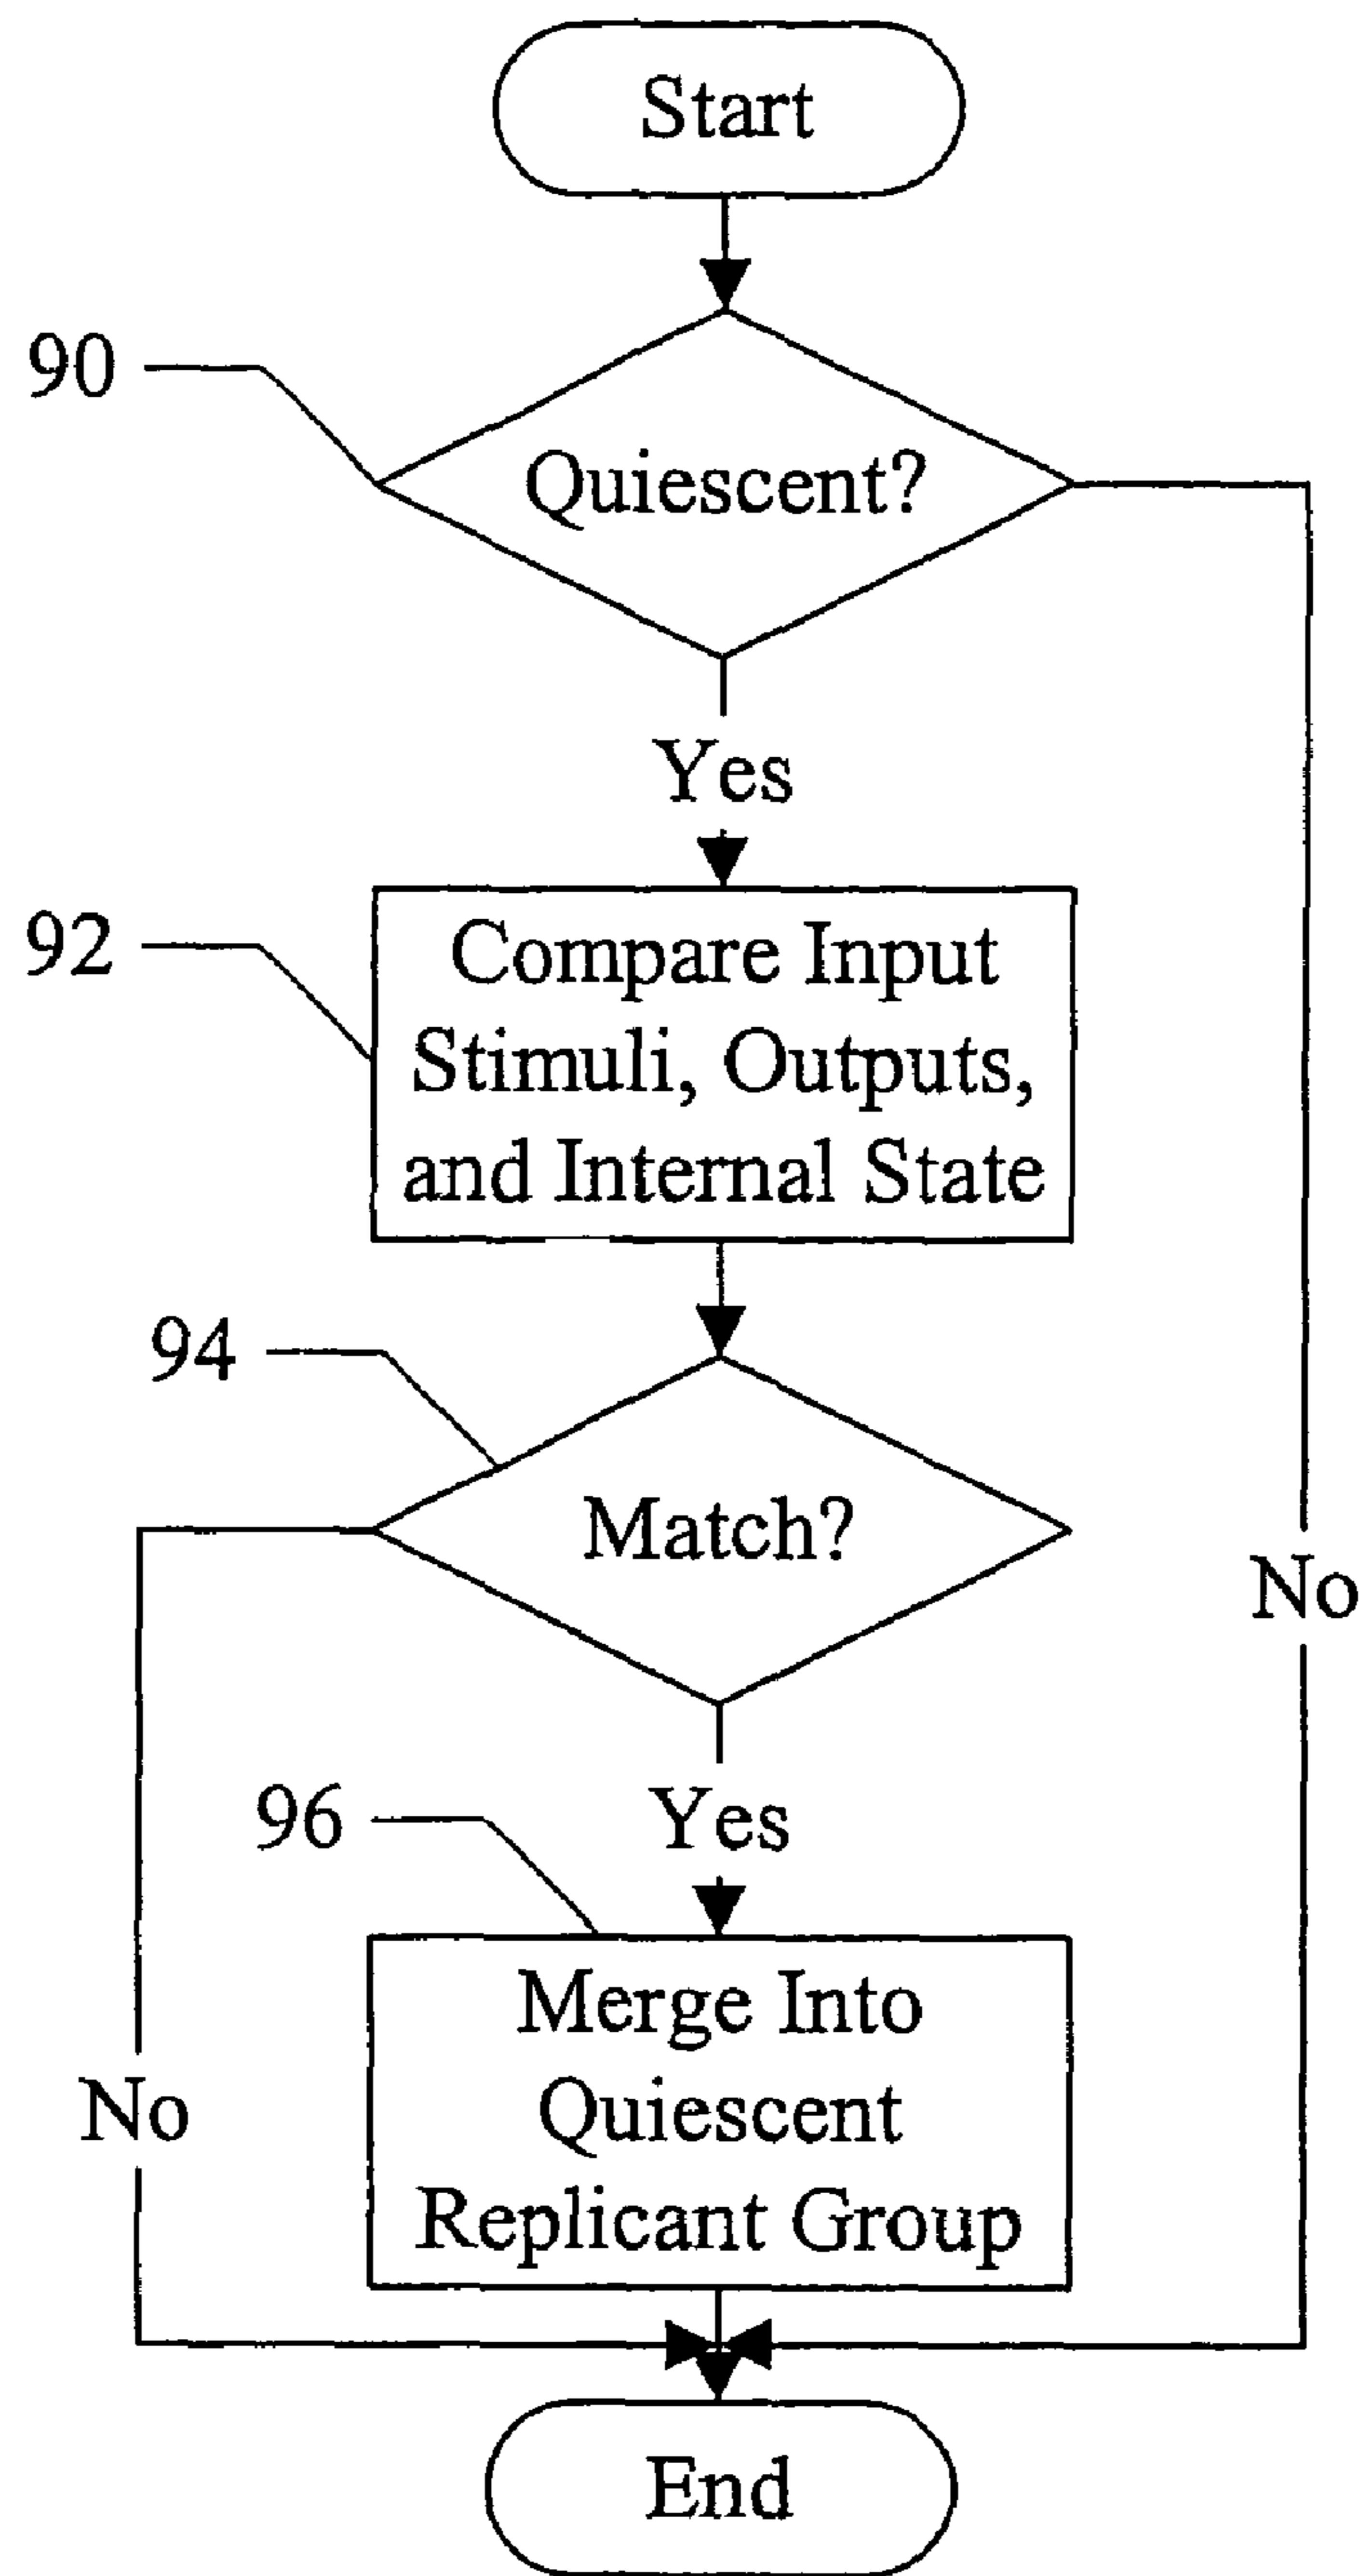 Start
90
Quiescent?
Yes
92
Compare Input
Stimuli, Outputs,
and Internal State
94
Match?
No
96
Yes
Merge Into
Quiescent
Replicant Group
No
End